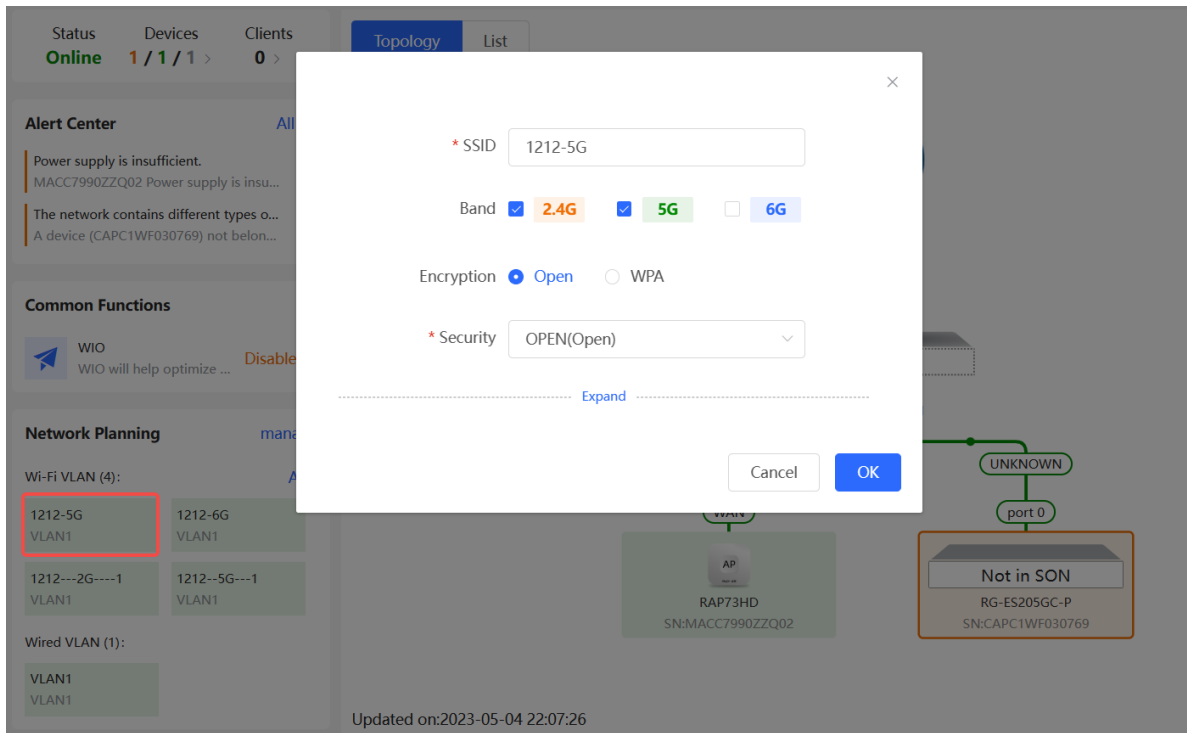 Status Devices Clients
Online 1 / 1 / 1 > 0 >
Topology List
Alert Center All
Power supply is insufficient.
MACC7990ZZQ02 Power supply is insu...
The network contains different types o...
A device (CAPC1WF030769) not belon...
Common Functions
WIO
WIO will help optimize ...
Disable
Network Planning
Wi-Fi VLAN (4):
1212-5G
VLAN1
1212-6G
VLAN1
1212---2G----1
VLAN1
1212--5G---1
VLAN1
Wired VLAN (1):
VLAN1
VLAN1
* SSID 1212-5G
Band 2.4G 5G 6G
Encryption Open WPA
* Security OPEN(Open)
Expand
Cancel OK
UNKNOWN
WAN
port 0
AP
RAP73HD
SN:MACC7990ZZQ02
Not in SON
RG-ES205GC-P
SN:CAPC1WF030769
Updated on:2023-05-04 22:07:26